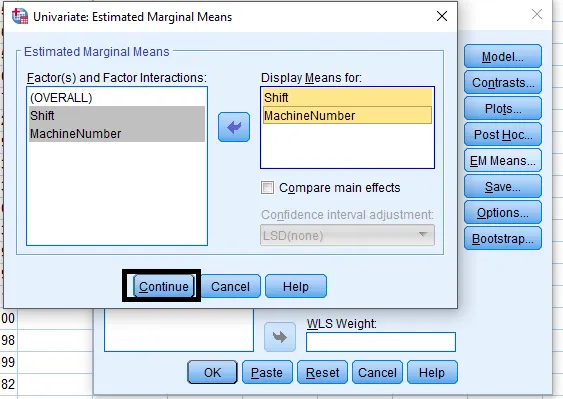 Univariate: Estimated Marginal Means
Estimated Marginal Means
Factor(s) and Factor Interactions:
(OVERALL)
Shift
MachineNumber
Display Means for:
Shift
MachineNumber
Compare main effects
Confidence interval adjustment:
LSD(none)
Continue
Cancel
Help
Model...
Contrasts...
Plots...
Post Hoc...
EM Means...
Save...
Options...
Bootstrap...
WLS Weight:
OK
Paste
Reset
Cancel
Help
00
98
99
82